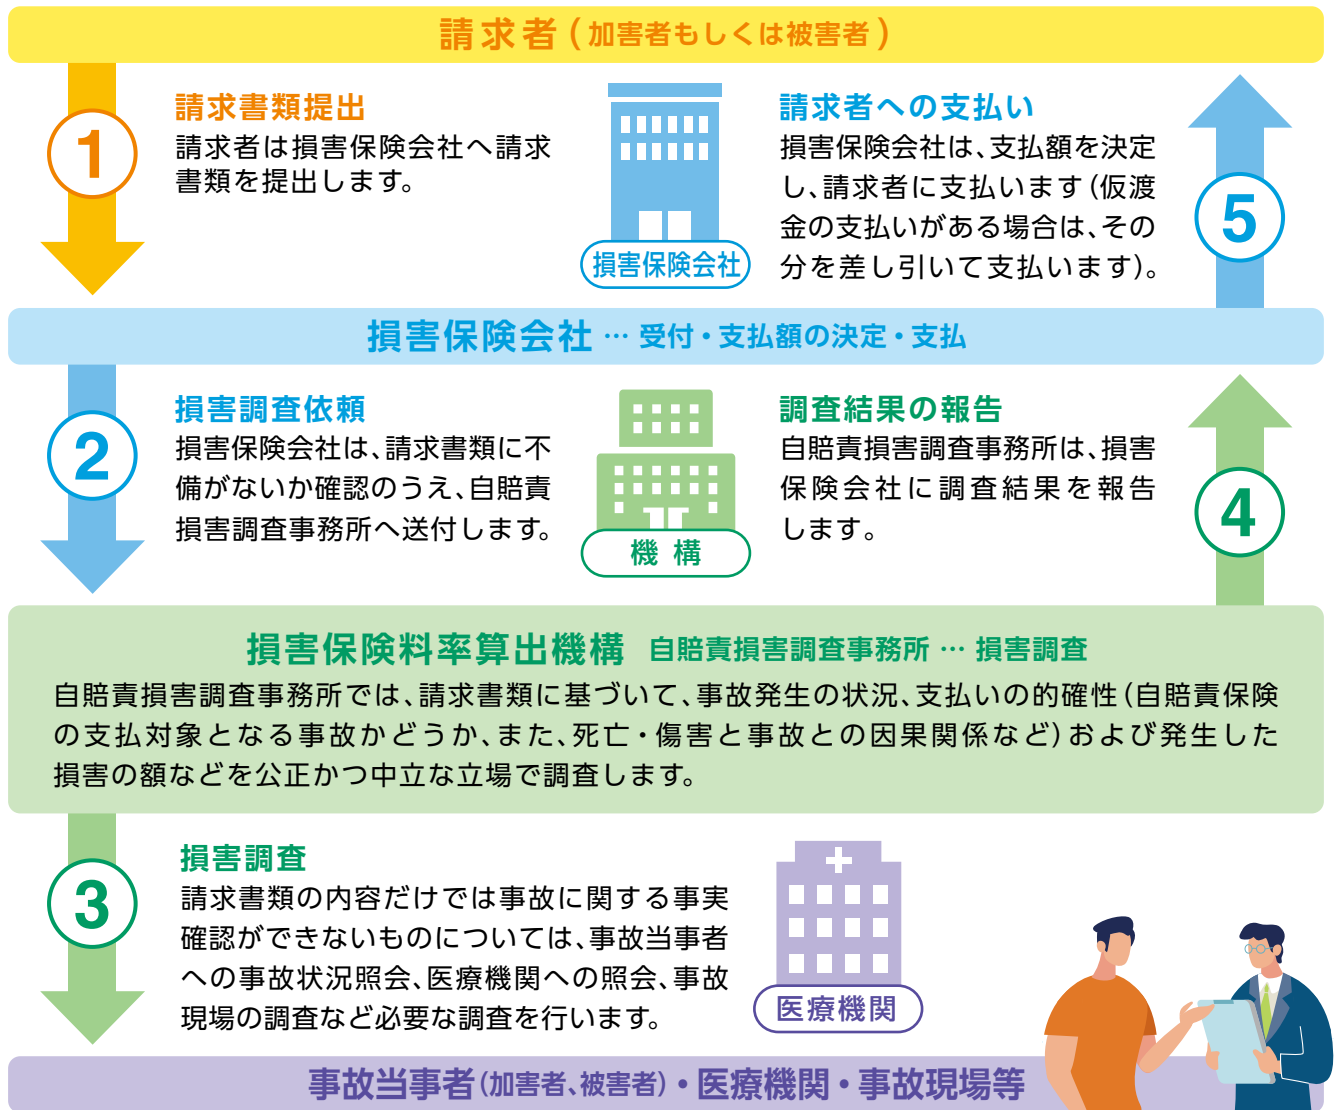 請求者(加害者もしくは被害者)
1
請求書類提出
請求者は損害保険会社へ請求
書類を提出します。
損害保険会社
請求者への支払い
損害保険会社は、支払額を決定
し、請求者に支払います(仮渡
金の支払いがある場合は、その
分を差し引いて支払います)。
5
損害保険会社 … 受付・支払額の決定・支払
2
損害調査依頼
損害保険会社は、請求書類に不
備がないか確認のうえ、自賠責
損害調査事務所へ送付します。
機構
調査結果の報告
自賠責損害調査事務所は、損害
保険会社に調査結果を報告
します。
4
損害保険料率算出機構 自賠責損害調査事務所 … 損害調査
自賠責損害調査事務所では、請求書類に基づいて、事故発生の状況、支払いの的確性(自賠責保険
の支払対象となる事故かどうか、また、死亡・傷害と事故との因果関係など)および発生した
損害の額などを公正かつ中立な立場で調査します。
3
損害調査
請求書類の内容だけでは事故に関する事実
確認ができないものについては、事故当事者
への事故状況照会、医療機関への照会、事故
現場の調査など必要な調査を行います。
医療機関
事故当事者(加害者、被害者)・医療機関・事故現場等